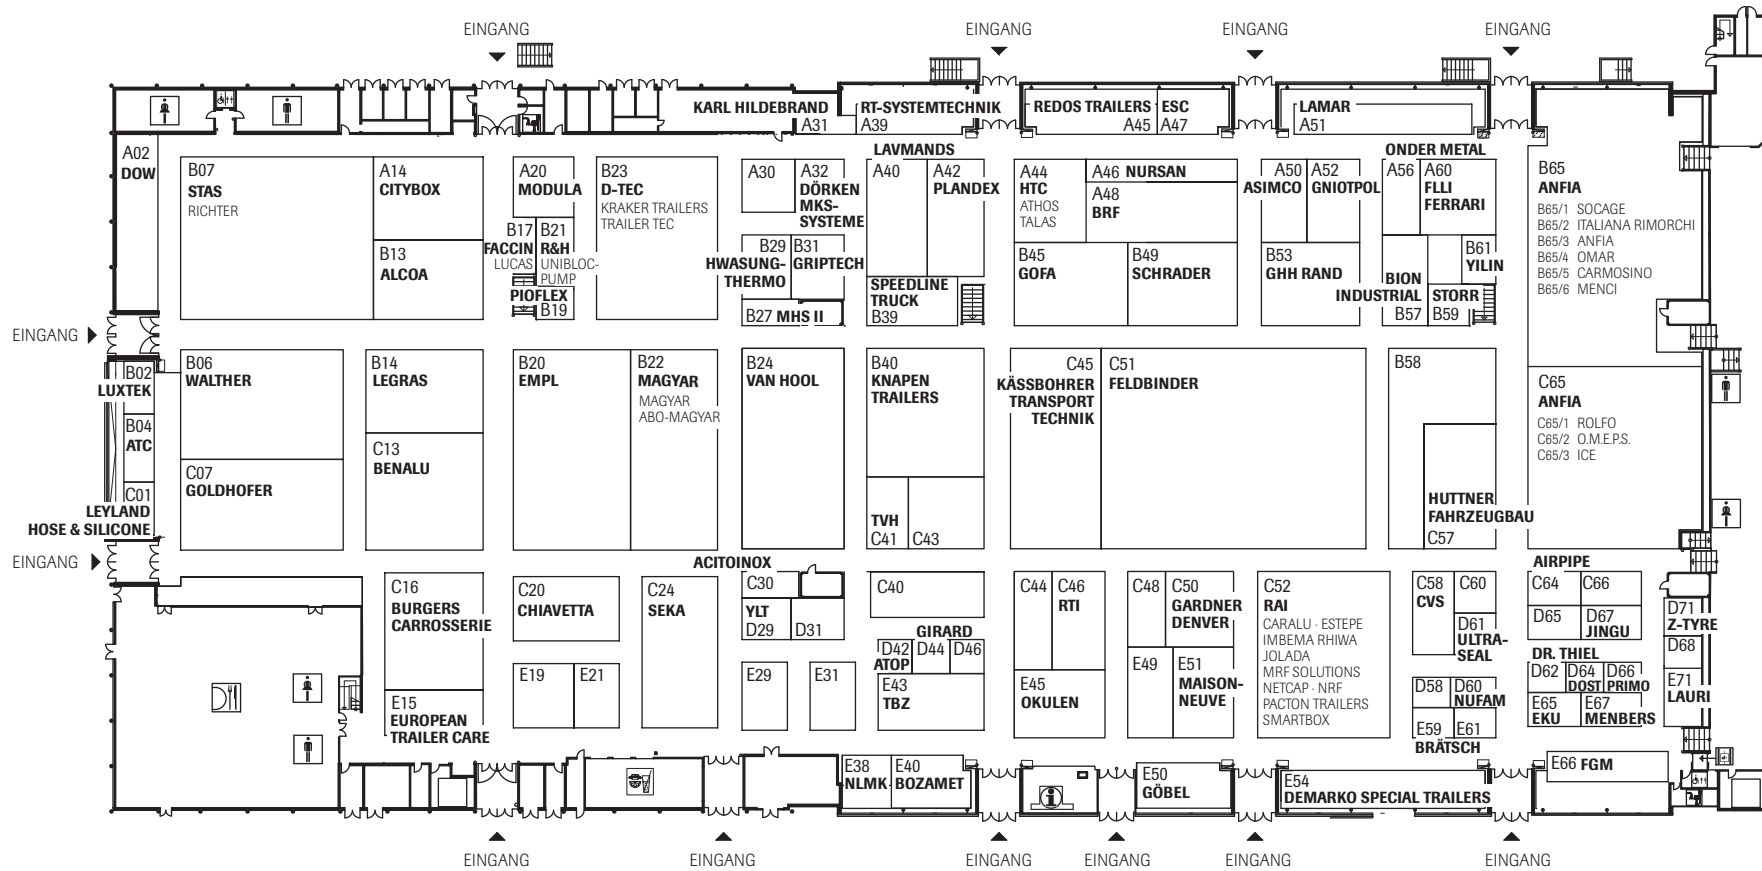 EINGANG
EINGANG
EINGANG
EINGANG
KARL HILDEBRAND
A31
RT-SYSTEMTECHNIK
A39
REDOS TRAILERS
A45
ESC
A47
LAMAR
A51
A02
DOW
B07
STAS
RICHTER
A14
CITYBOX
B13
ALCOA
A20
MODULA
B17
FACCIN
LUCAS
B21
R&H
UNIBLOC-
PUMP
PIOFLEX
B19
B23
D-TEC
KRAKER TRAILERS
TRAILER TEC
A30
A32
DÖRKEN
MKS-
SYSTEME
B29
HWASUNG-
THERMO
B31
GRIPTECH
B27 MHS II
LAVMANDS
A40
A42
PLANDEX
SPEEDLINE
TRUCK
B39
A44
HTC
ATHOS
TALAS
A46 NURSAN
A48
BRF
B45
GOFA
B49
SCHRADER
A50
ASIMCO
A52
GNIOTPOL
B53
GHH RAND
ONDER METAL
A56
A60
FLLI
FERRARI
B61
YILIN
BION
INDUSTRIAL
B57
STORR
B59
B65
ANFIA
B65/1 SOCAGE
B65/2 ITALIANA RIMORCHI
B65/3 ANFIA
B65/4 OMAR
B65/5 CARMOSINO
B65/6 MENCI
EINGANG
B02
LUXTEK
B04
ATC
C01
LEYLAND
HOSE & SILICONE
B06
WALTHER
C07
GOLDHOFER
B14
LEGRAS
C13
BENALU
B20
EMPL
B22
MAGYAR
MAGYAR
ABO-MAGYAR
B24
VAN HOOL
B40
KNAPEN
TRAILERS
TVH
C41
C43
C45
KÄSSBOHRER
TRANSPORT
TECHNIK
C51
FELDBINDER
B58
HUTTNER
FAHRZEUGBAU
C57
C65
ANFIA
C65/1 ROLFO
C65/2 O.M.E.P.S.
C65/3 ICE
EINGANG
C16
BURGERS
CARROSSERIE
E15
EUROPEAN
TRAILER CARE
C20
CHIAVETTA
E19
E21
C24
SEKA
ACITOINOX
C30
YLT
D29
D31
E29
E31
C40
GIRARD
D42
ATOP
D44
D46
E43
TBZ
C44
C46
RTI
E45
OKULEN
C48
C50
GARDNER
DENVER
E49
E51
MAISON-
NEUVE
C52
RAI
CARALU · ESTEPE
IMBEMA RHIWA
JOLADA
MRF SOLUTIONS
NETCAP · NRF
PACTON TRAILERS
SMARTBOX
C58
CVS
C60
D61
ULTRA-
SEAL
D58
D60
NUFAM
E59
E61
BRÄTSCH
AIRPIPE
C64
C66
D65
D67
JINGU
DR. THIEL
D62
D64
DOST
D66
PRIMO
E65
EKU
E67
MENBERS
D71
Z-TYRE
D68
E71
LAURI
E38
NLMK
E40
BOZAMET
E50
GÖBEL
E54
DEMARKO SPECIAL TRAILERS
E66 FGM
EINGANG
EINGANG
EINGANG
EINGANG
EINGANG
EINGANG